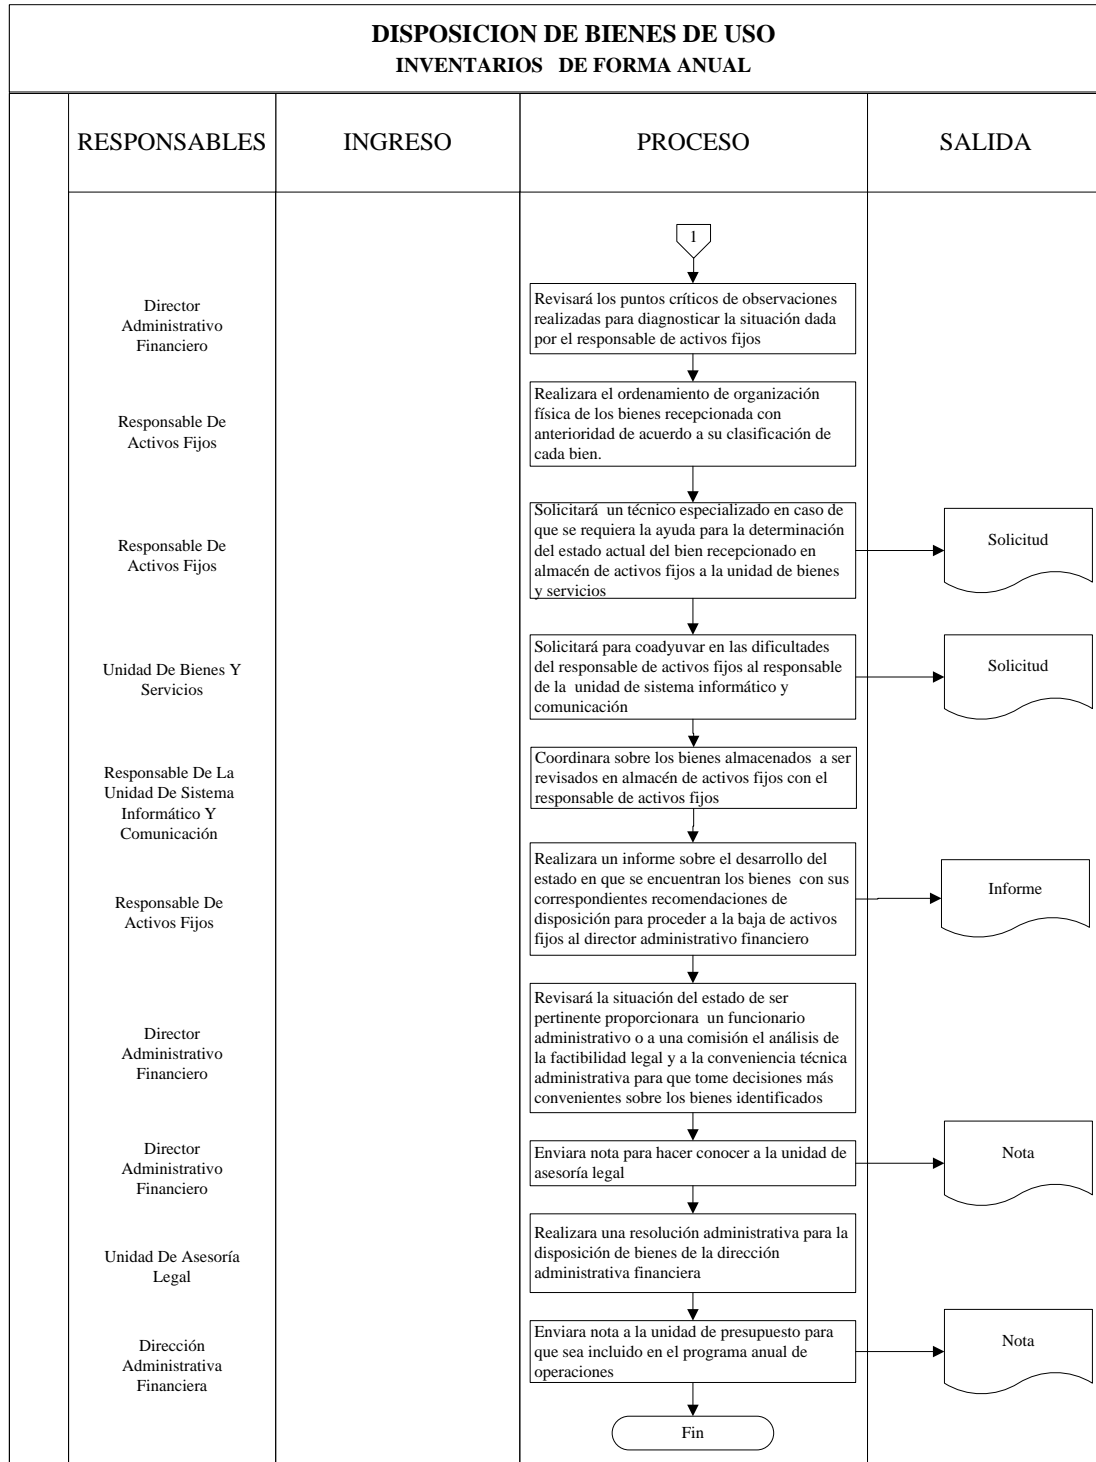 DISPOSICION DE BIENES DE USO
INVENTARIOS DE FORMA ANUAL
RESPONSABLES
INGRESO
PROCESO
SALIDA
1
Director
Administrativo
Financiero
Revisará los puntos críticos de observaciones
realizadas para diagnosticar la situación dada
por el responsable de activos fijos
Responsable De
Activos Fijos
Realizara el ordenamiento de organización
física de los bienes recepcionada con
anterioridad de acuerdo a su clasificación de
cada bien.
Responsable De
Activos Fijos
Solicitará un técnico especializado en caso de
que se requiera la ayuda para la determinación
del estado actual del bien recepcionado en
almacén de activos fijos a la unidad de bienes
y servicios
Solicitud
Unidad De Bienes Y
Servicios
Solicitará para coadyuvar en las dificultades
del responsable de activos fijos al responsable
de la unidad de sistema informático y
comunicación
Solicitud
Responsable De La
Unidad De Sistema
Informático Y
Comunicación
Coordinara sobre los bienes almacenados a ser
revisados en almacén de activos fijos con el
responsable de activos fijos
Responsable De
Activos Fijos
Realizara un informe sobre el desarrollo del
estado en que se encuentran los bienes con sus
correspondientes recomendaciones de
disposición para proceder a la baja de activos
fijos al director administrativo financiero
Informe
Director
Administrativo
Financiero
Revisará la situación del estado de ser
pertinente proporcionara un funcionario
administrativo o a una comisión el análisis de
la factibilidad legal y a la conveniencia técnica
administrativa para que tome decisiones más
convenientes sobre los bienes identificados
Director
Administrativo
Financiero
Enviara nota para hacer conocer a la unidad de
asesoría legal
Nota
Unidad De Asesoría
Legal
Realizara una resolución administrativa para la
disposición de bienes de la dirección
administrativa financiera
Dirección
Administrativa
Financiera
Enviara nota a la unidad de presupuesto para
que sea incluido en el programa anual de
operaciones
Nota
Fin